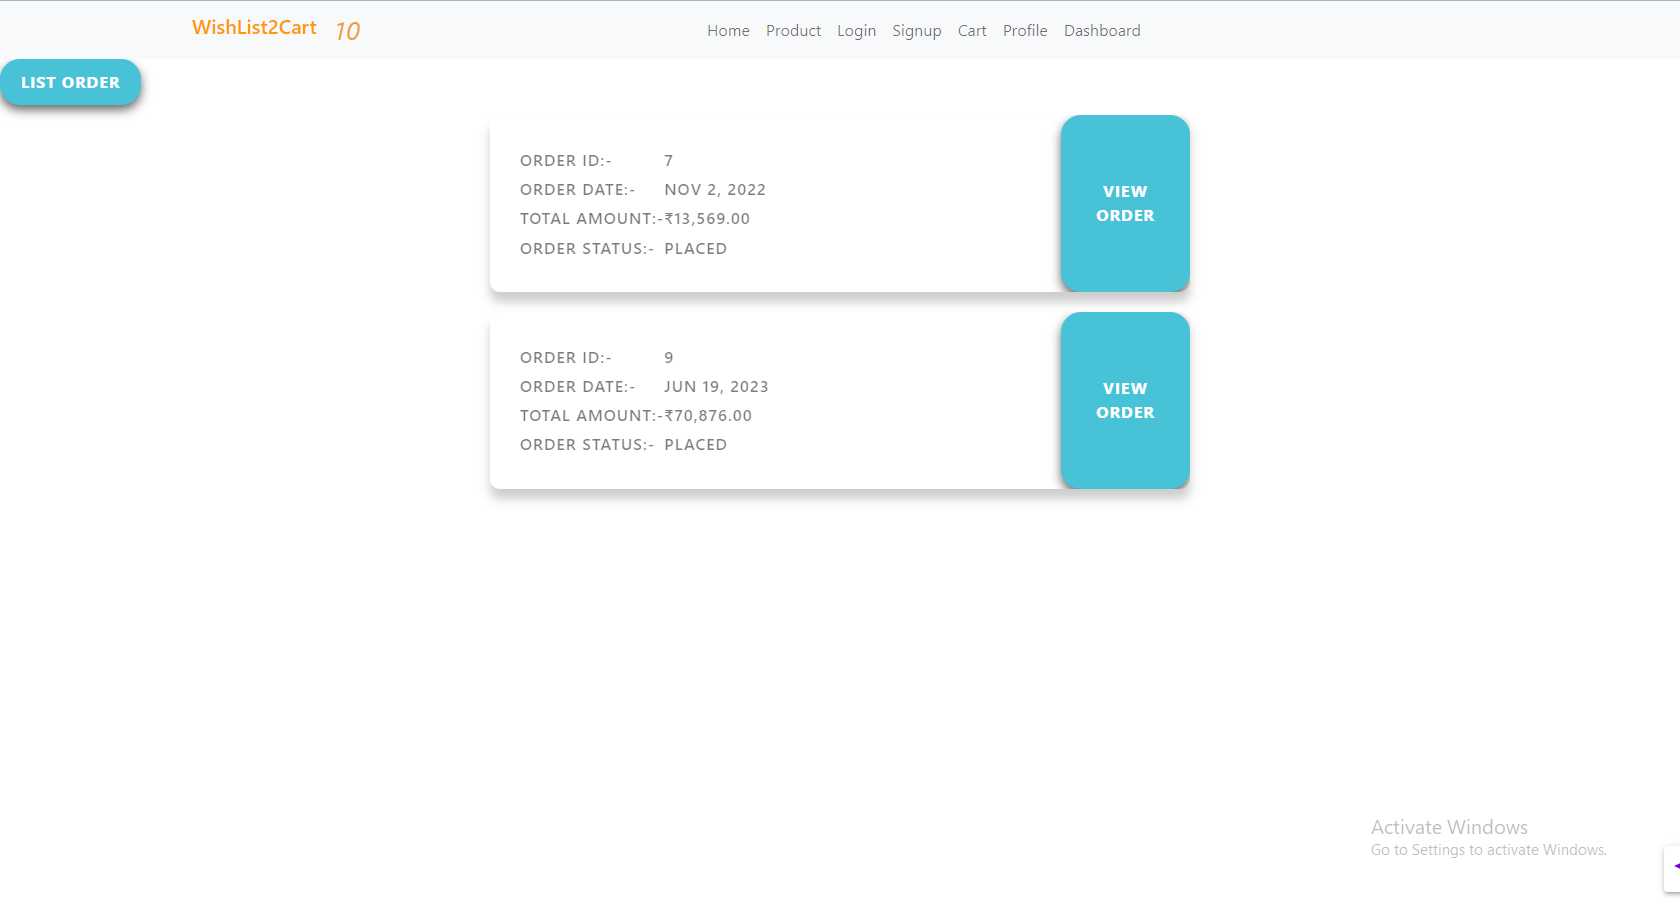 WishList2Cart 10 Home Product Login Signup Cart Profile Dashboard
LIST ORDER
ORDER ID:- 7
ORDER DATE:- NOV 2, 2022
TOTAL AMOUNT:-₹13,569.00
ORDER STATUS:- PLACED
VIEW
ORDER
ORDER ID:- 9
ORDER DATE:- JUN 19, 2023
TOTAL AMOUNT:-₹70,876.00
ORDER STATUS:- PLACED
VIEW
ORDER
Activate Windows
Go to Settings to activate Windows.